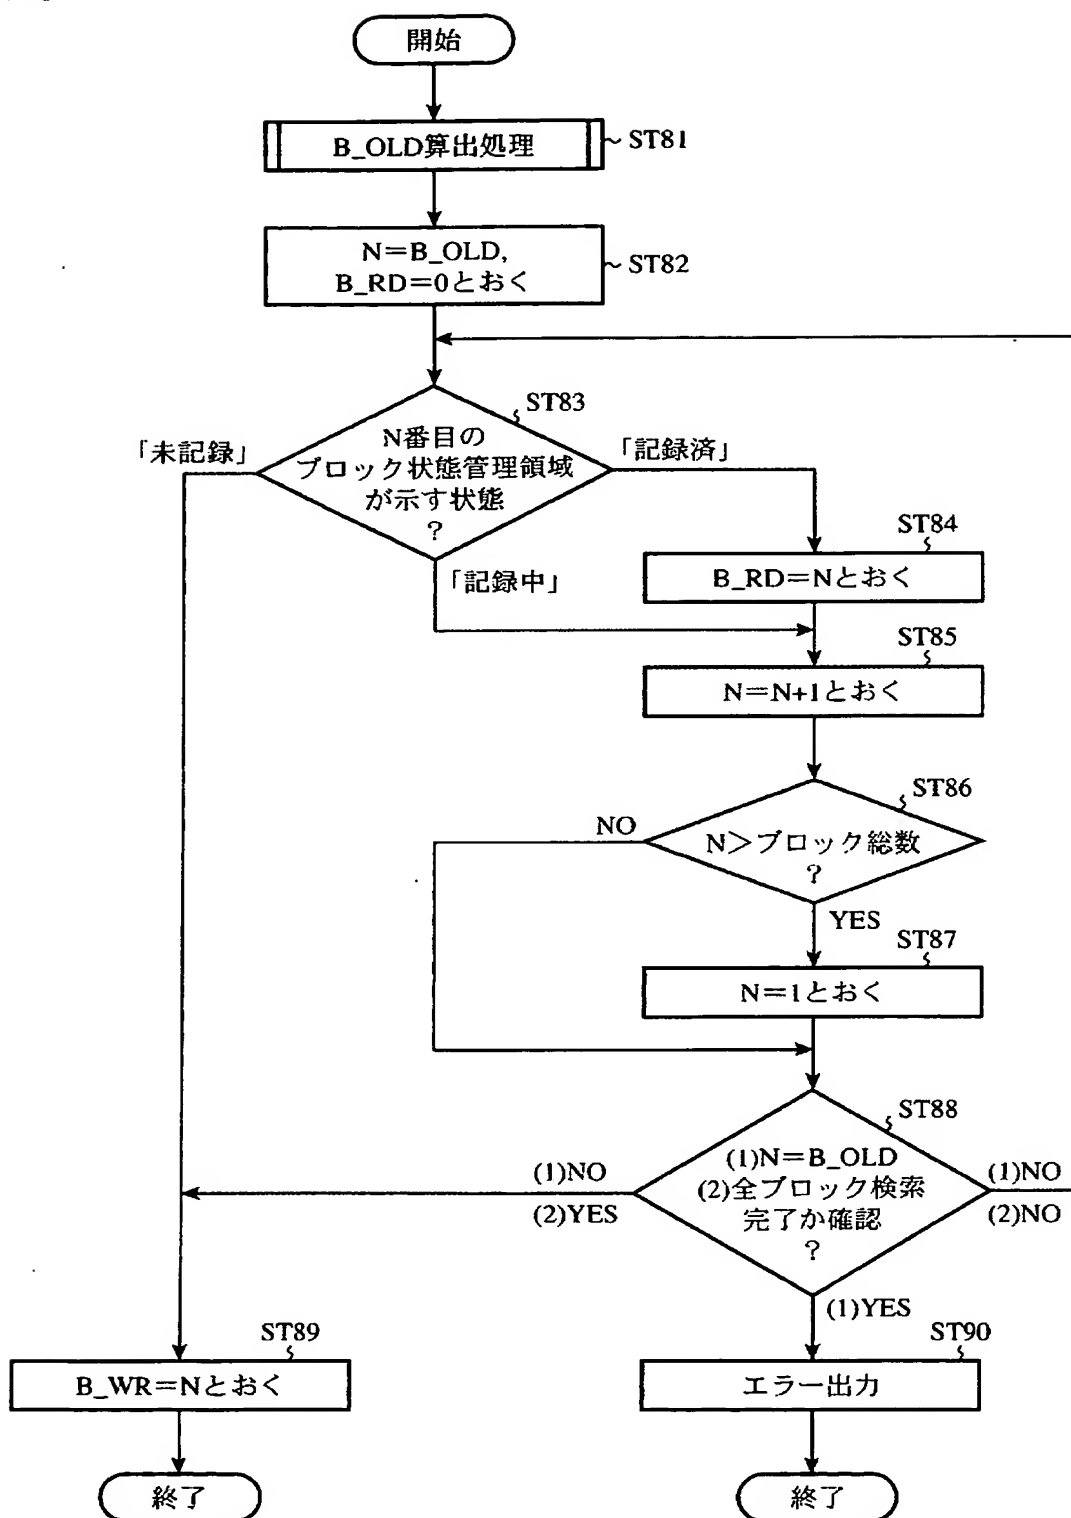 開始
B_OLD算出処理
ST81
N=B_OLD,
B_RD=0とおく
ST82
ST83
N番目の
ブロック状態管理領域
が示す状態
?
「未記録」
「記録済」
「記録中」
ST84
B_RD=Nとおく
ST85
N=N+1とおく
ST86
N>ブロック総数
?
NO
YES
ST87
N=1とおく
ST88
(1)N=B_OLD
(2)全ブロック検索
完了か確認
?
(1)NO
(2)YES
(1)NO
(2)NO
(1)YES
ST89
B_WR=Nとおく
ST90
エラー出力
終了
終了